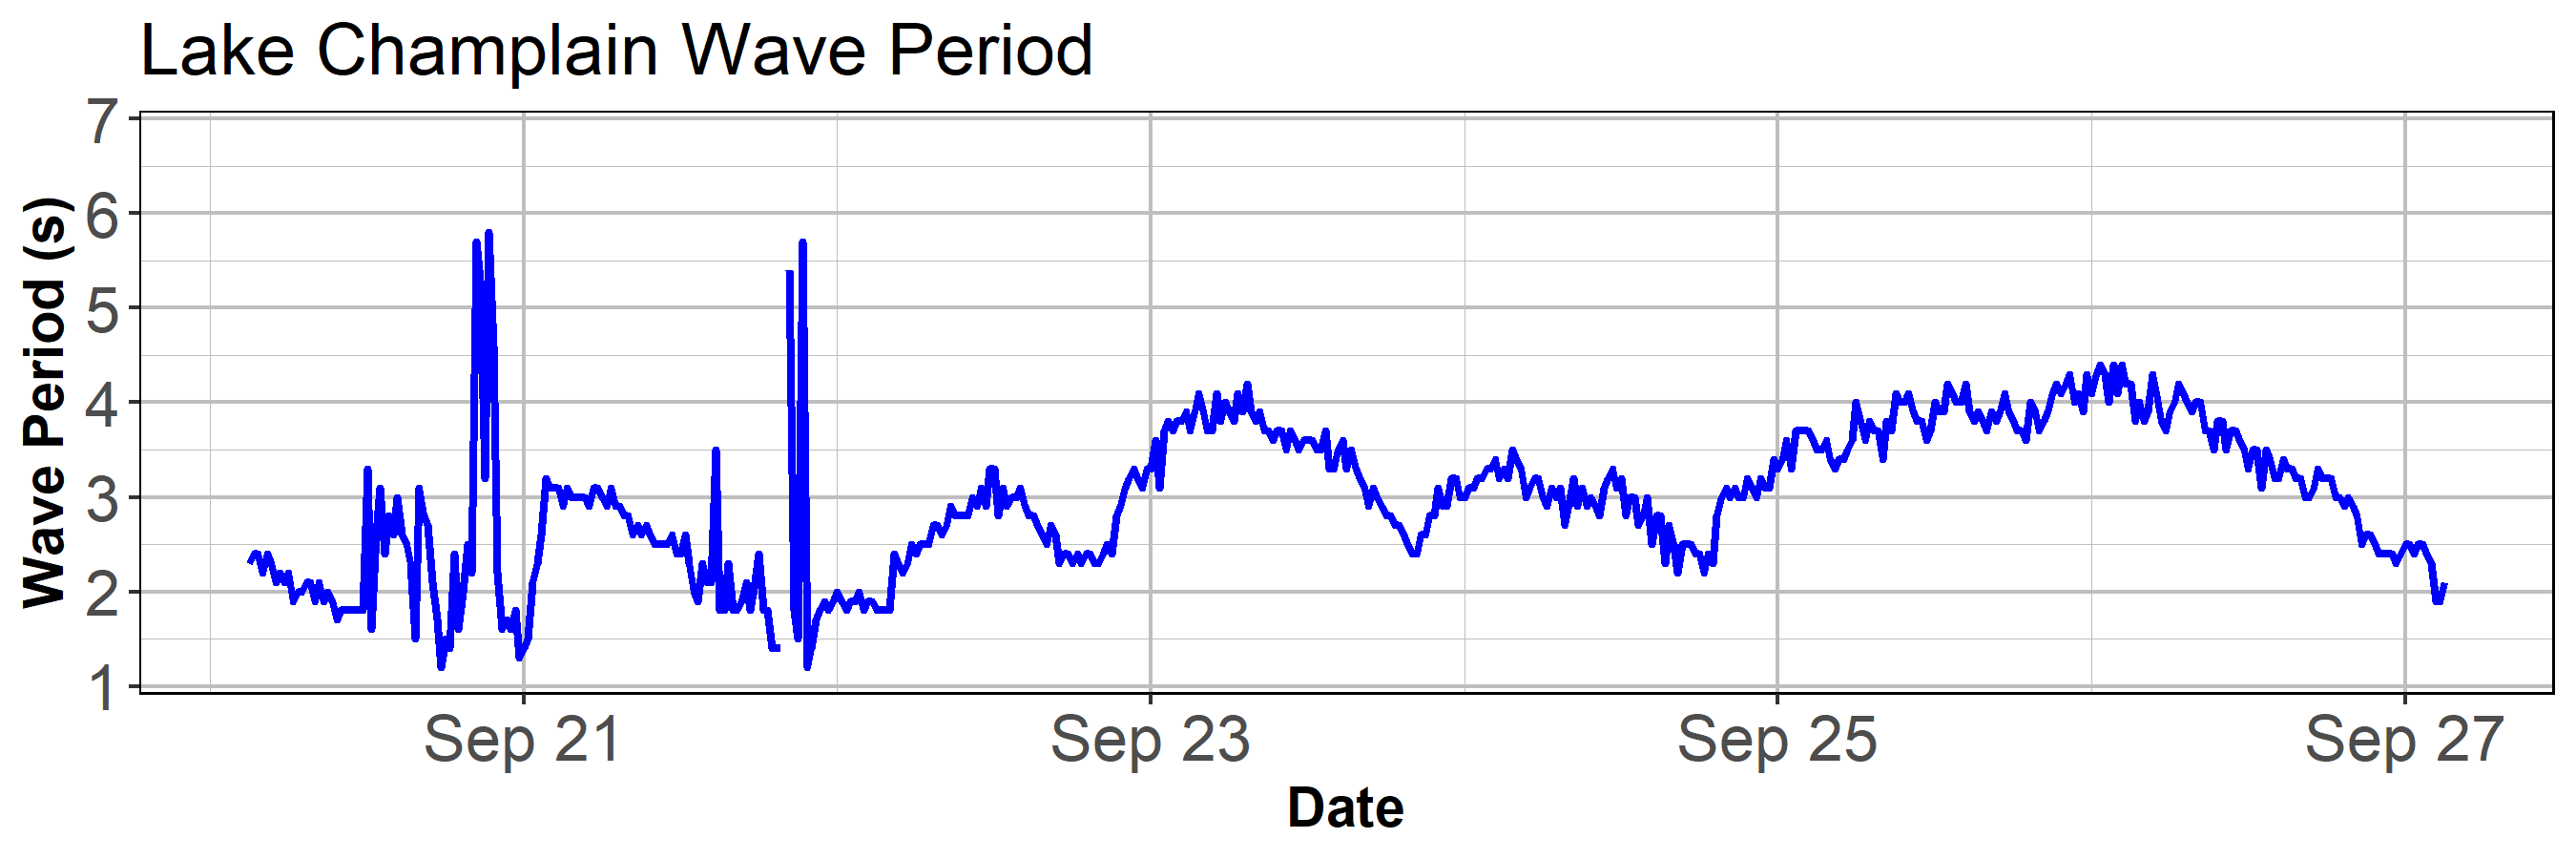 Lake Champlain Wave Period
Wave Period (s)
7
6
5
4
3
2
1
Sep 21
Sep 23
Sep 25
Sep 27
Date